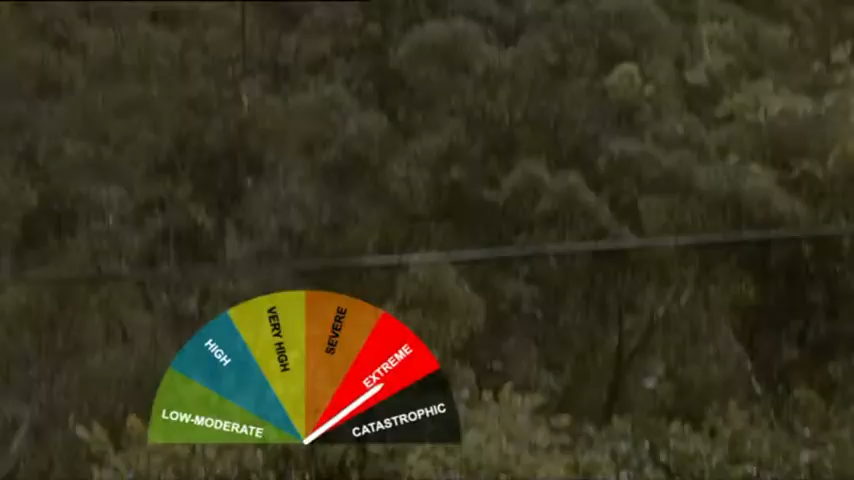 LOW-MODERATE
HIGH
VERY HIGH
SEVERE
EXTREME
CATASTROPHIC